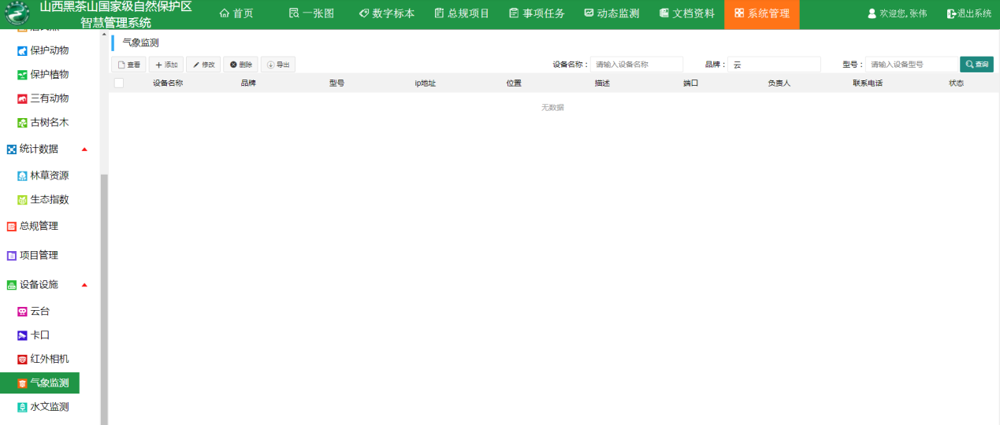 山西黑茶山国家级自然保护区
智慧管理系统
首页 一张图 数字标本 总规项目 事项任务 动态监测 文档资料 系统管理 欢迎您, 张伟 退出系统
保护动物
保护植物
三有动物
古树名木
统计数据
林草资源
生态指数
总规管理
项目管理
设备设施
云台
卡口
红外相机
气象监测
水文监测
气象监测
查看 添加 修改 删除 导出 设备名称： 请输入设备名称 品牌： 云 型号： 请输入设备型号 查询
设备名称 品牌 型号 ip地址 位置 描述 端口 负责人 联系电话 状态
无数据